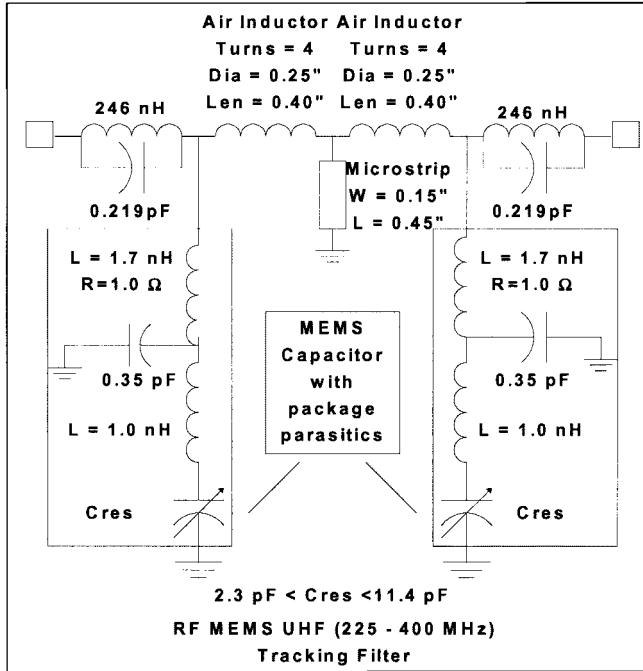 Air Inductor Air Inductor
Turns = 4 Turns = 4
Dia = 0.25" Dia = 0.25"
Len = 0.40" Len = 0.40"
246 nH 246 nH
Microstrip
W = 0.15"
L = 0.45"
0.219pF 0.219pF
L = 1.7 nH L = 1.7 nH
R=1.0 Ω R=1.0 Ω
MEMS
Capacitor
with
package
parasitics
0.35 pF 0.35 pF
L = 1.0 nH L = 1.0 nH
Cres Cres
2.3 pF < Cres <11.4 pF
RF MEMS UHF (225 - 400 MHz)
Tracking Filter